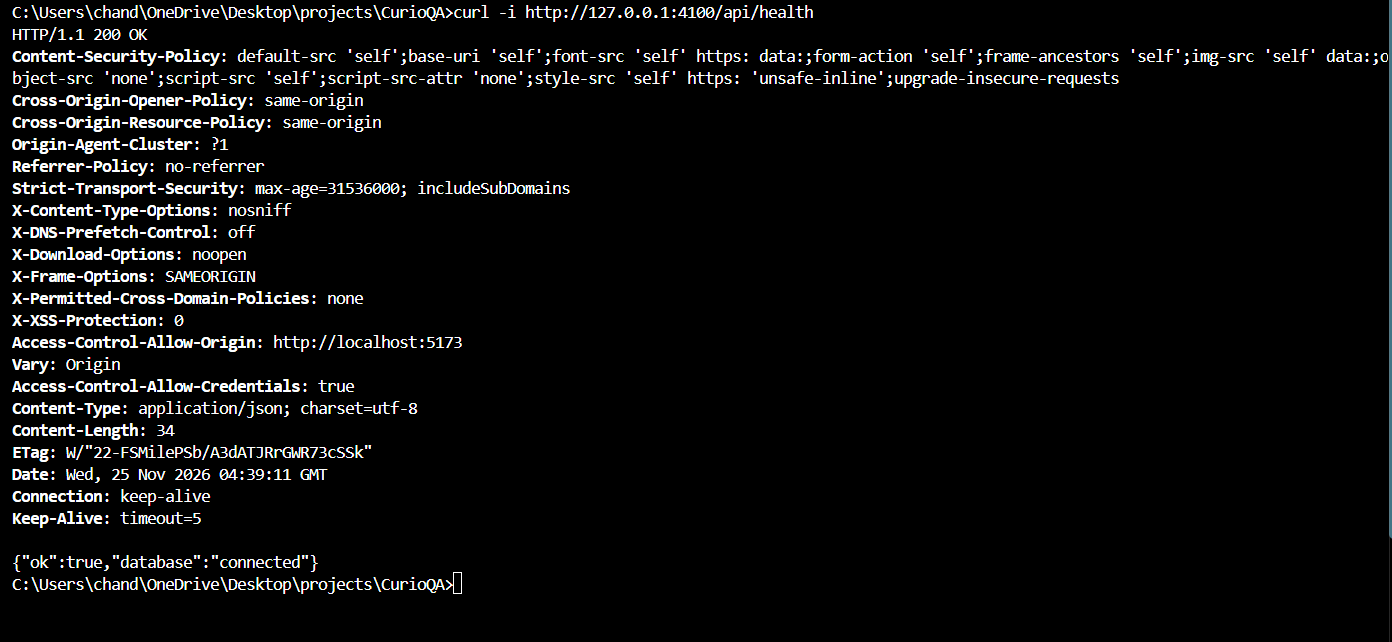 C:\Users\chand\OneDrive\Desktop\projects\CurioQA>curl -i http://127.0.0.1:4100/api/health
HTTP/1.1 200 OK
Content-Security-Policy: default-src 'self';base-uri 'self';font-src 'self' https: data:;form-action 'self';frame-ancestors 'self';img-src 'self' data:;o
bject-src 'none';script-src 'self';script-src-attr 'none';style-src 'self' https: 'unsafe-inline';upgrade-insecure-requests
Cross-Origin-Opener-Policy: same-origin
Cross-Origin-Resource-Policy: same-origin
Origin-Agent-Cluster: ?1
Referrer-Policy: no-referrer
Strict-Transport-Security: max-age=31536000; includeSubDomains
X-Content-Type-Options: nosniff
X-DNS-Prefetch-Control: off
X-Download-Options: noopen
X-Frame-Options: SAMEORIGIN
X-Permitted-Cross-Domain-Policies: none
X-XSS-Protection: 0
Access-Control-Allow-Origin: http://localhost:5173
Vary: Origin
Access-Control-Allow-Credentials: true
Content-Type: application/json; charset=utf-8
Content-Length: 34
ETag: W/"22-FSMilePSb/A3dATJRrGWR73cSSk"
Date: Wed, 25 Nov 2026 04:39:11 GMT
Connection: keep-alive
Keep-Alive: timeout=5

{"ok":true,"database":"connected"}
C:\Users\chand\OneDrive\Desktop\projects\CurioQA>